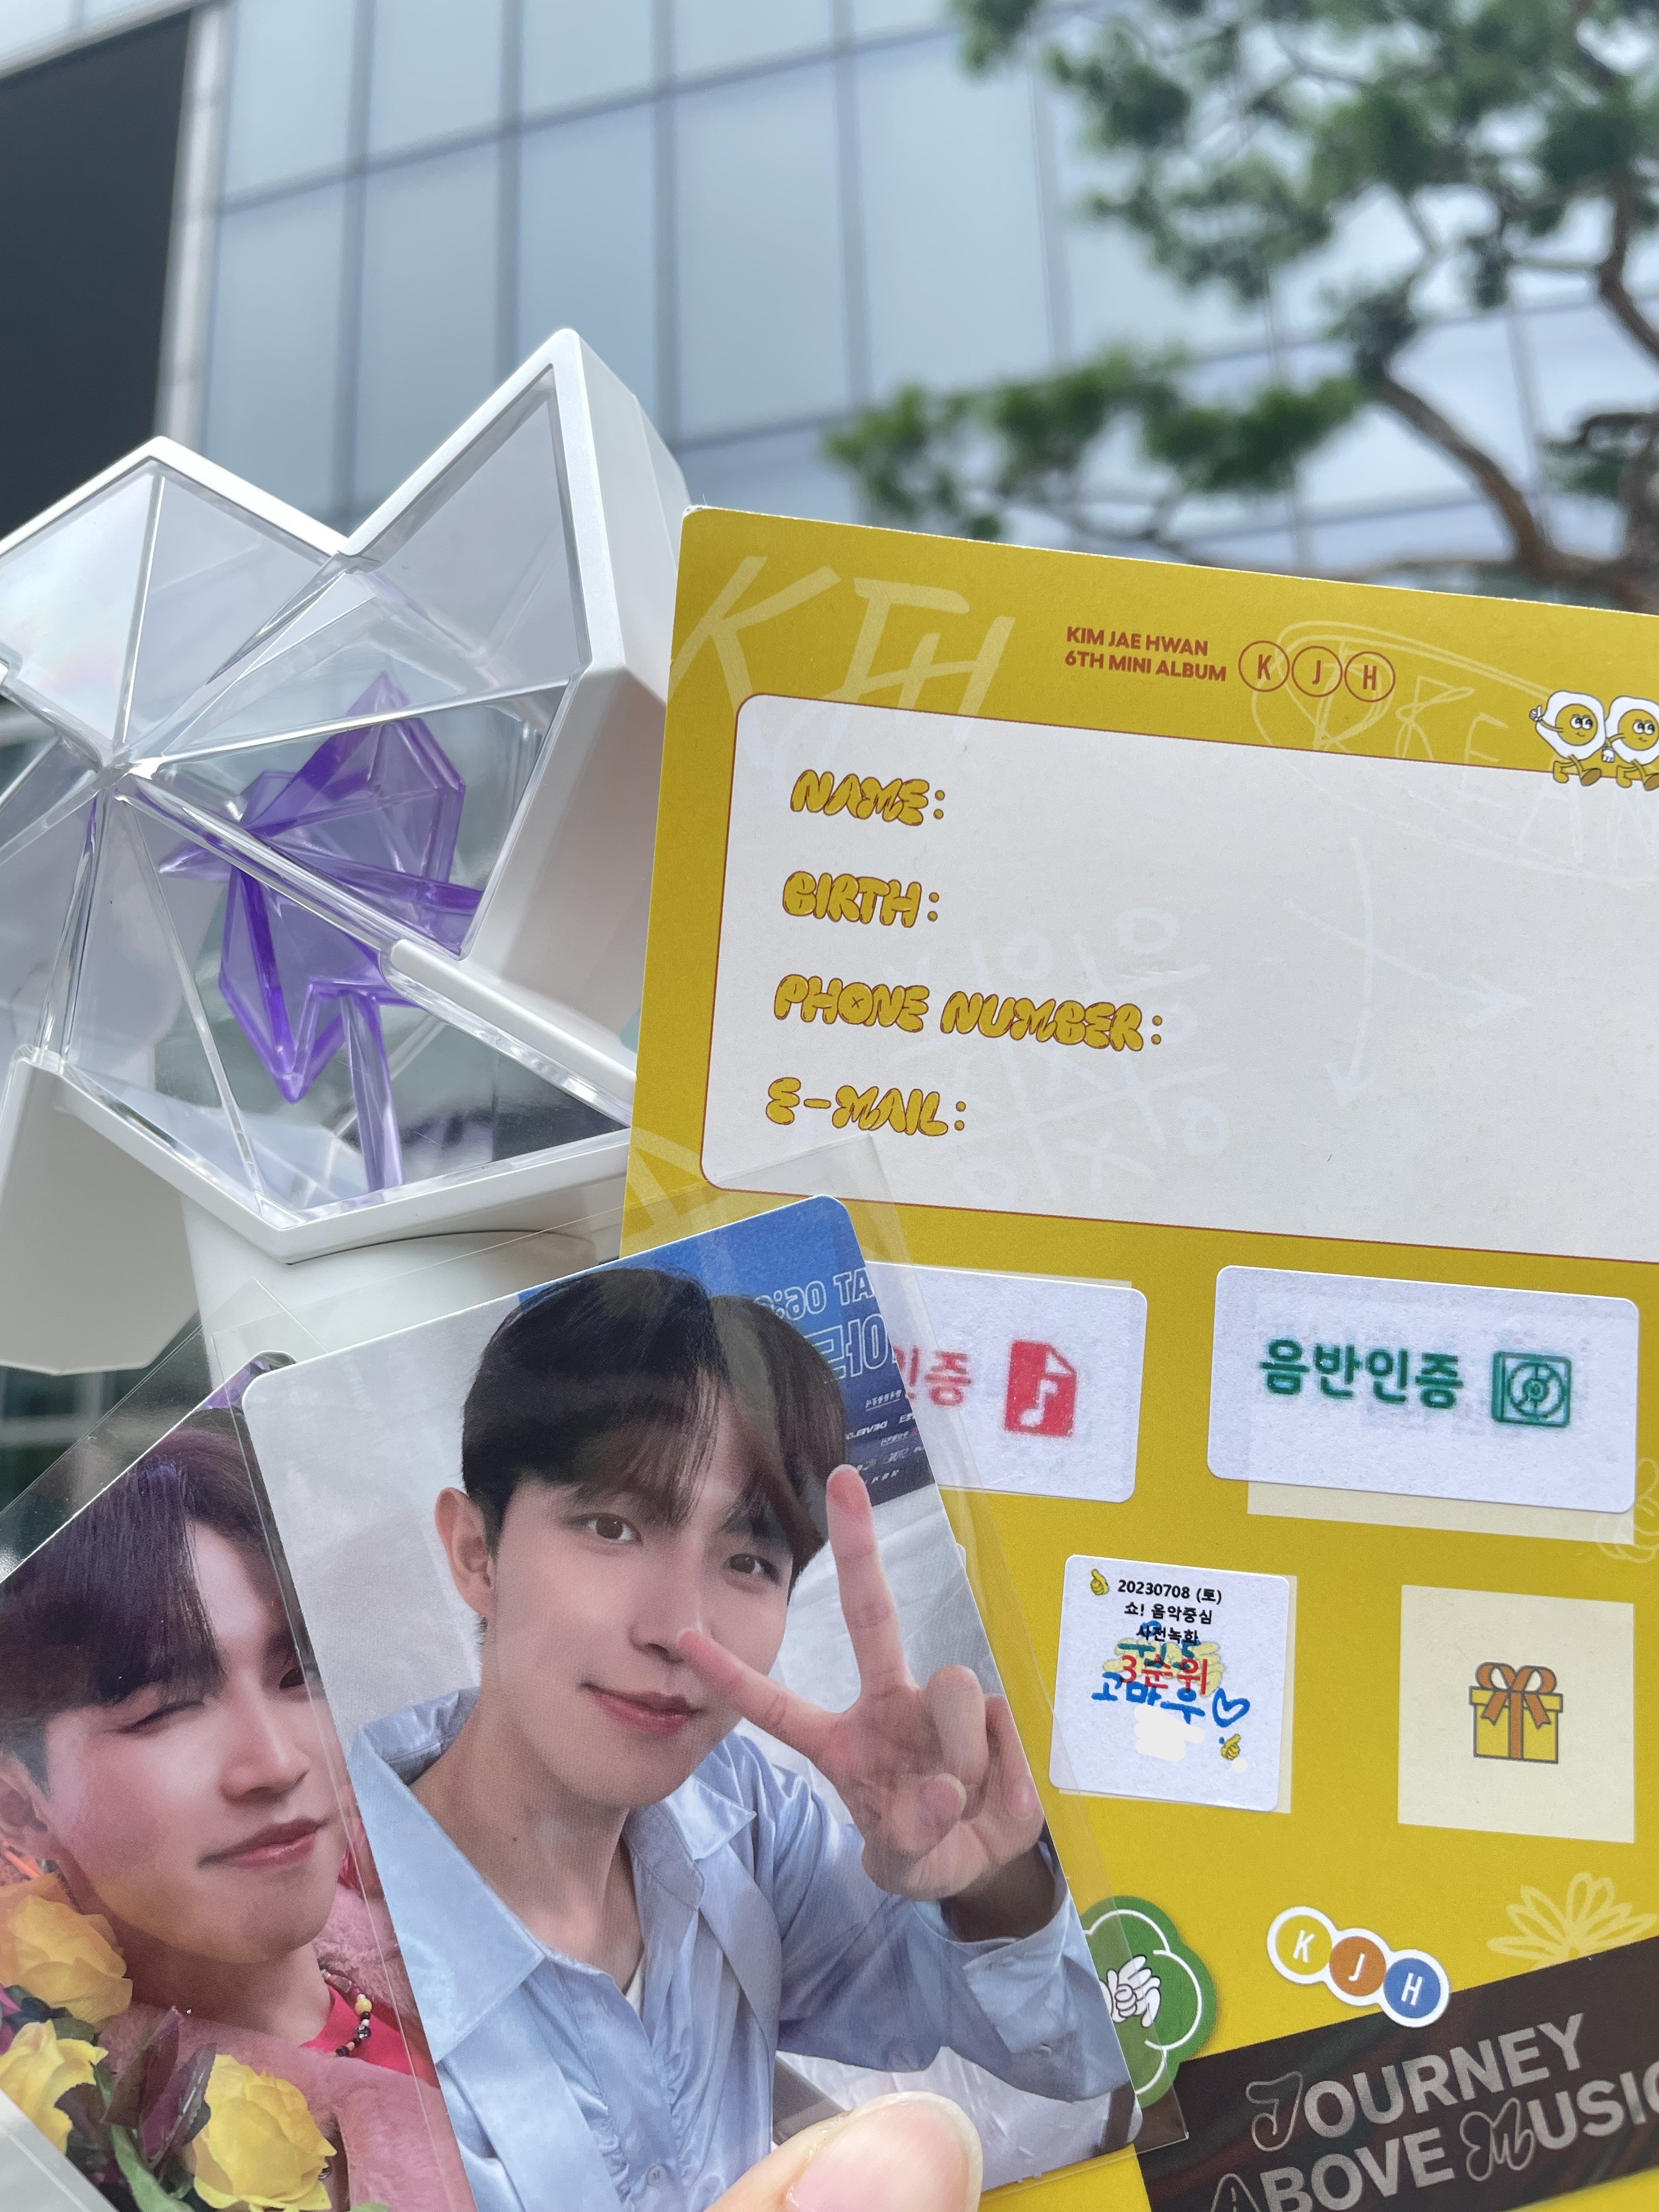 KJH
KIM JAE HWAN
6TH MINI ALBUM K J H
NAME:
BIRTH:
PHONE NUMBER:
E-MAIL:
인증
음반인증
20230708 (토)
쇼! 음악중심
사전녹화
3순위
고마우♡
K J H
JOURNEY
ABOVE MUSIC